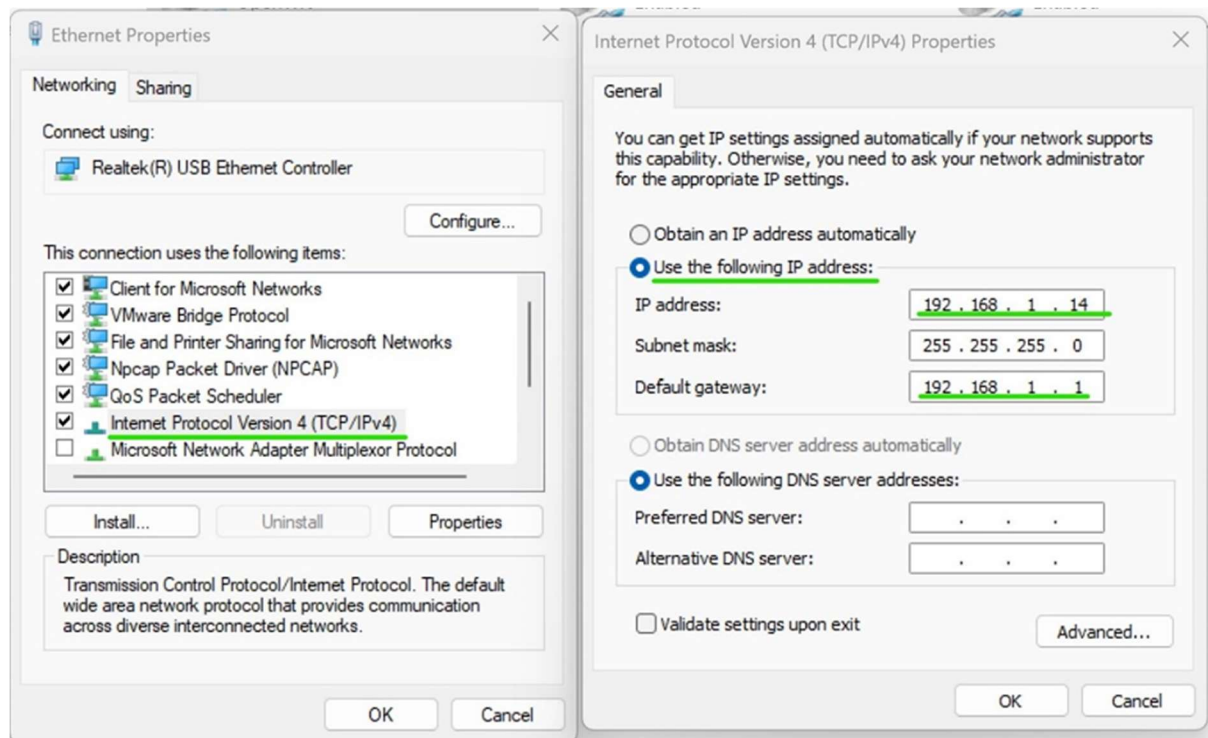 Ethernet Properties
Networking
Sharing
Connect using:
Realtek(R) USB Ethernet Controller
Configure...
This connection uses the following items:
Client for Microsoft Networks
VMware Bridge Protocol
File and Printer Sharing for Microsoft Networks
Npcap Packet Driver (NPCAP)
QoS Packet Scheduler
Internet Protocol Version 4 (TCP/IPv4)
Microsoft Network Adapter Multiplexor Protocol
Install...
Uninstall
Properties
Description
Transmission Control Protocol/Internet Protocol. The default
wide area network protocol that provides communication
across diverse interconnected networks.
OK
Cancel
Internet Protocol Version 4 (TCP/IPv4) Properties
General
You can get IP settings assigned automatically if your network supports
this capability. Otherwise, you need to ask your network administrator
for the appropriate IP settings.
Obtain an IP address automatically
Use the following IP address:
IP address:
192 . 168 . 1 . 14
Subnet mask:
255 . 255 . 255 . 0
Default gateway:
192 . 168 . 1 . 1
Obtain DNS server address automatically
Use the following DNS server addresses:
Preferred DNS server:
. . .
Alternative DNS server:
. . .
Validate settings upon exit
Advanced...
OK
Cancel